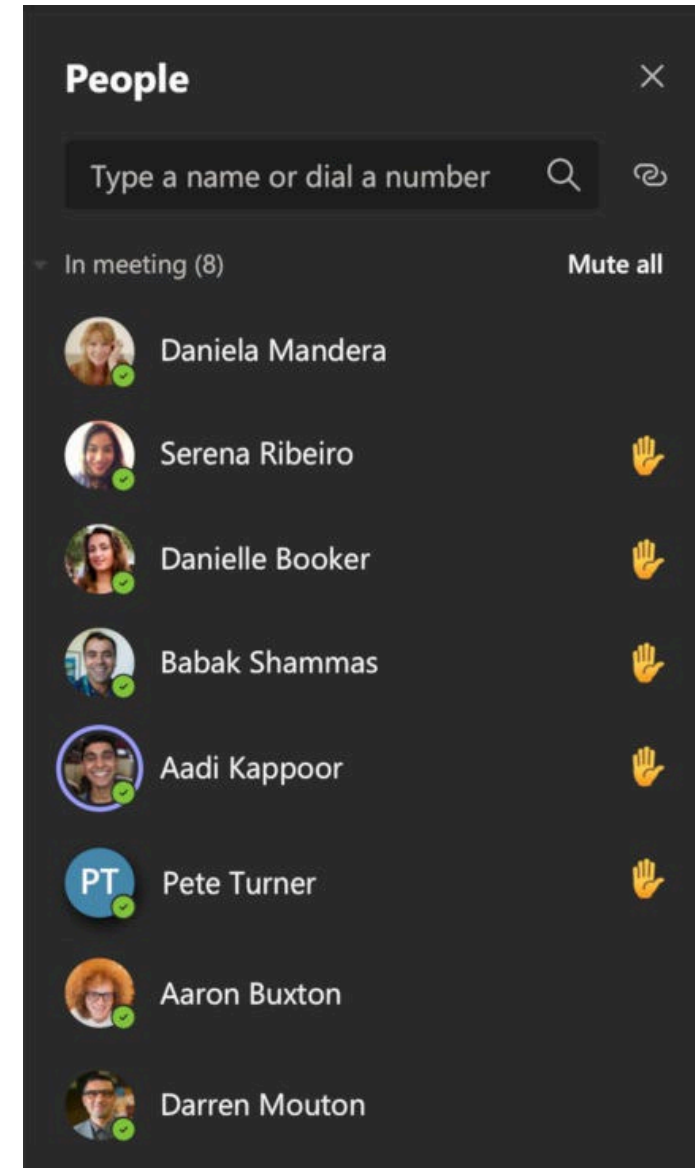 People
Type a name or dial a number
In meeting (8) Mute all
Daniela Mandera
Serena Ribeiro
Danielle Booker
Babak Shammas
Aadi Kappoor
PT Pete Turner
Aaron Buxton
Darren Mouton